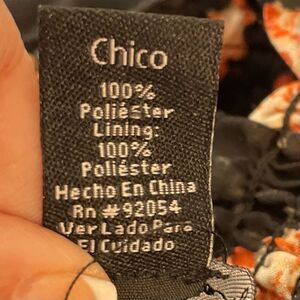 Chico
100%
Poliéster
Lining:
100%
Poliéster
Hecho En China
Rn #92054
Ver Lado Para
El Cuidado